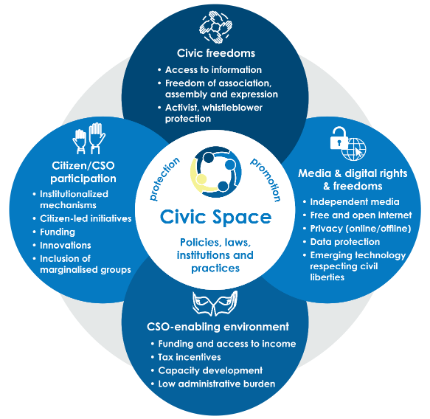 Civic freedoms
• Access to information
• Freedom of association,
assembly and expression
• Activist, whistleblower
protection
Citizen/CSO
participation
• Institutionalized
mechanisms
• Citizen-led initiatives
• Funding
• Innovations
• Inclusion of
marginalised groups
protection
promotion
Civic Space
Policies, laws,
institutions and
practices
Media & digital rights
& freedoms
• Independent media
• Free and open Internet
• Privacy (online/offline)
• Data protection
• Emerging technology
respecting civil
liberties
CSO-enabling environment
• Funding and access to income
• Tax incentives
• Capacity development
• Low administrative burden